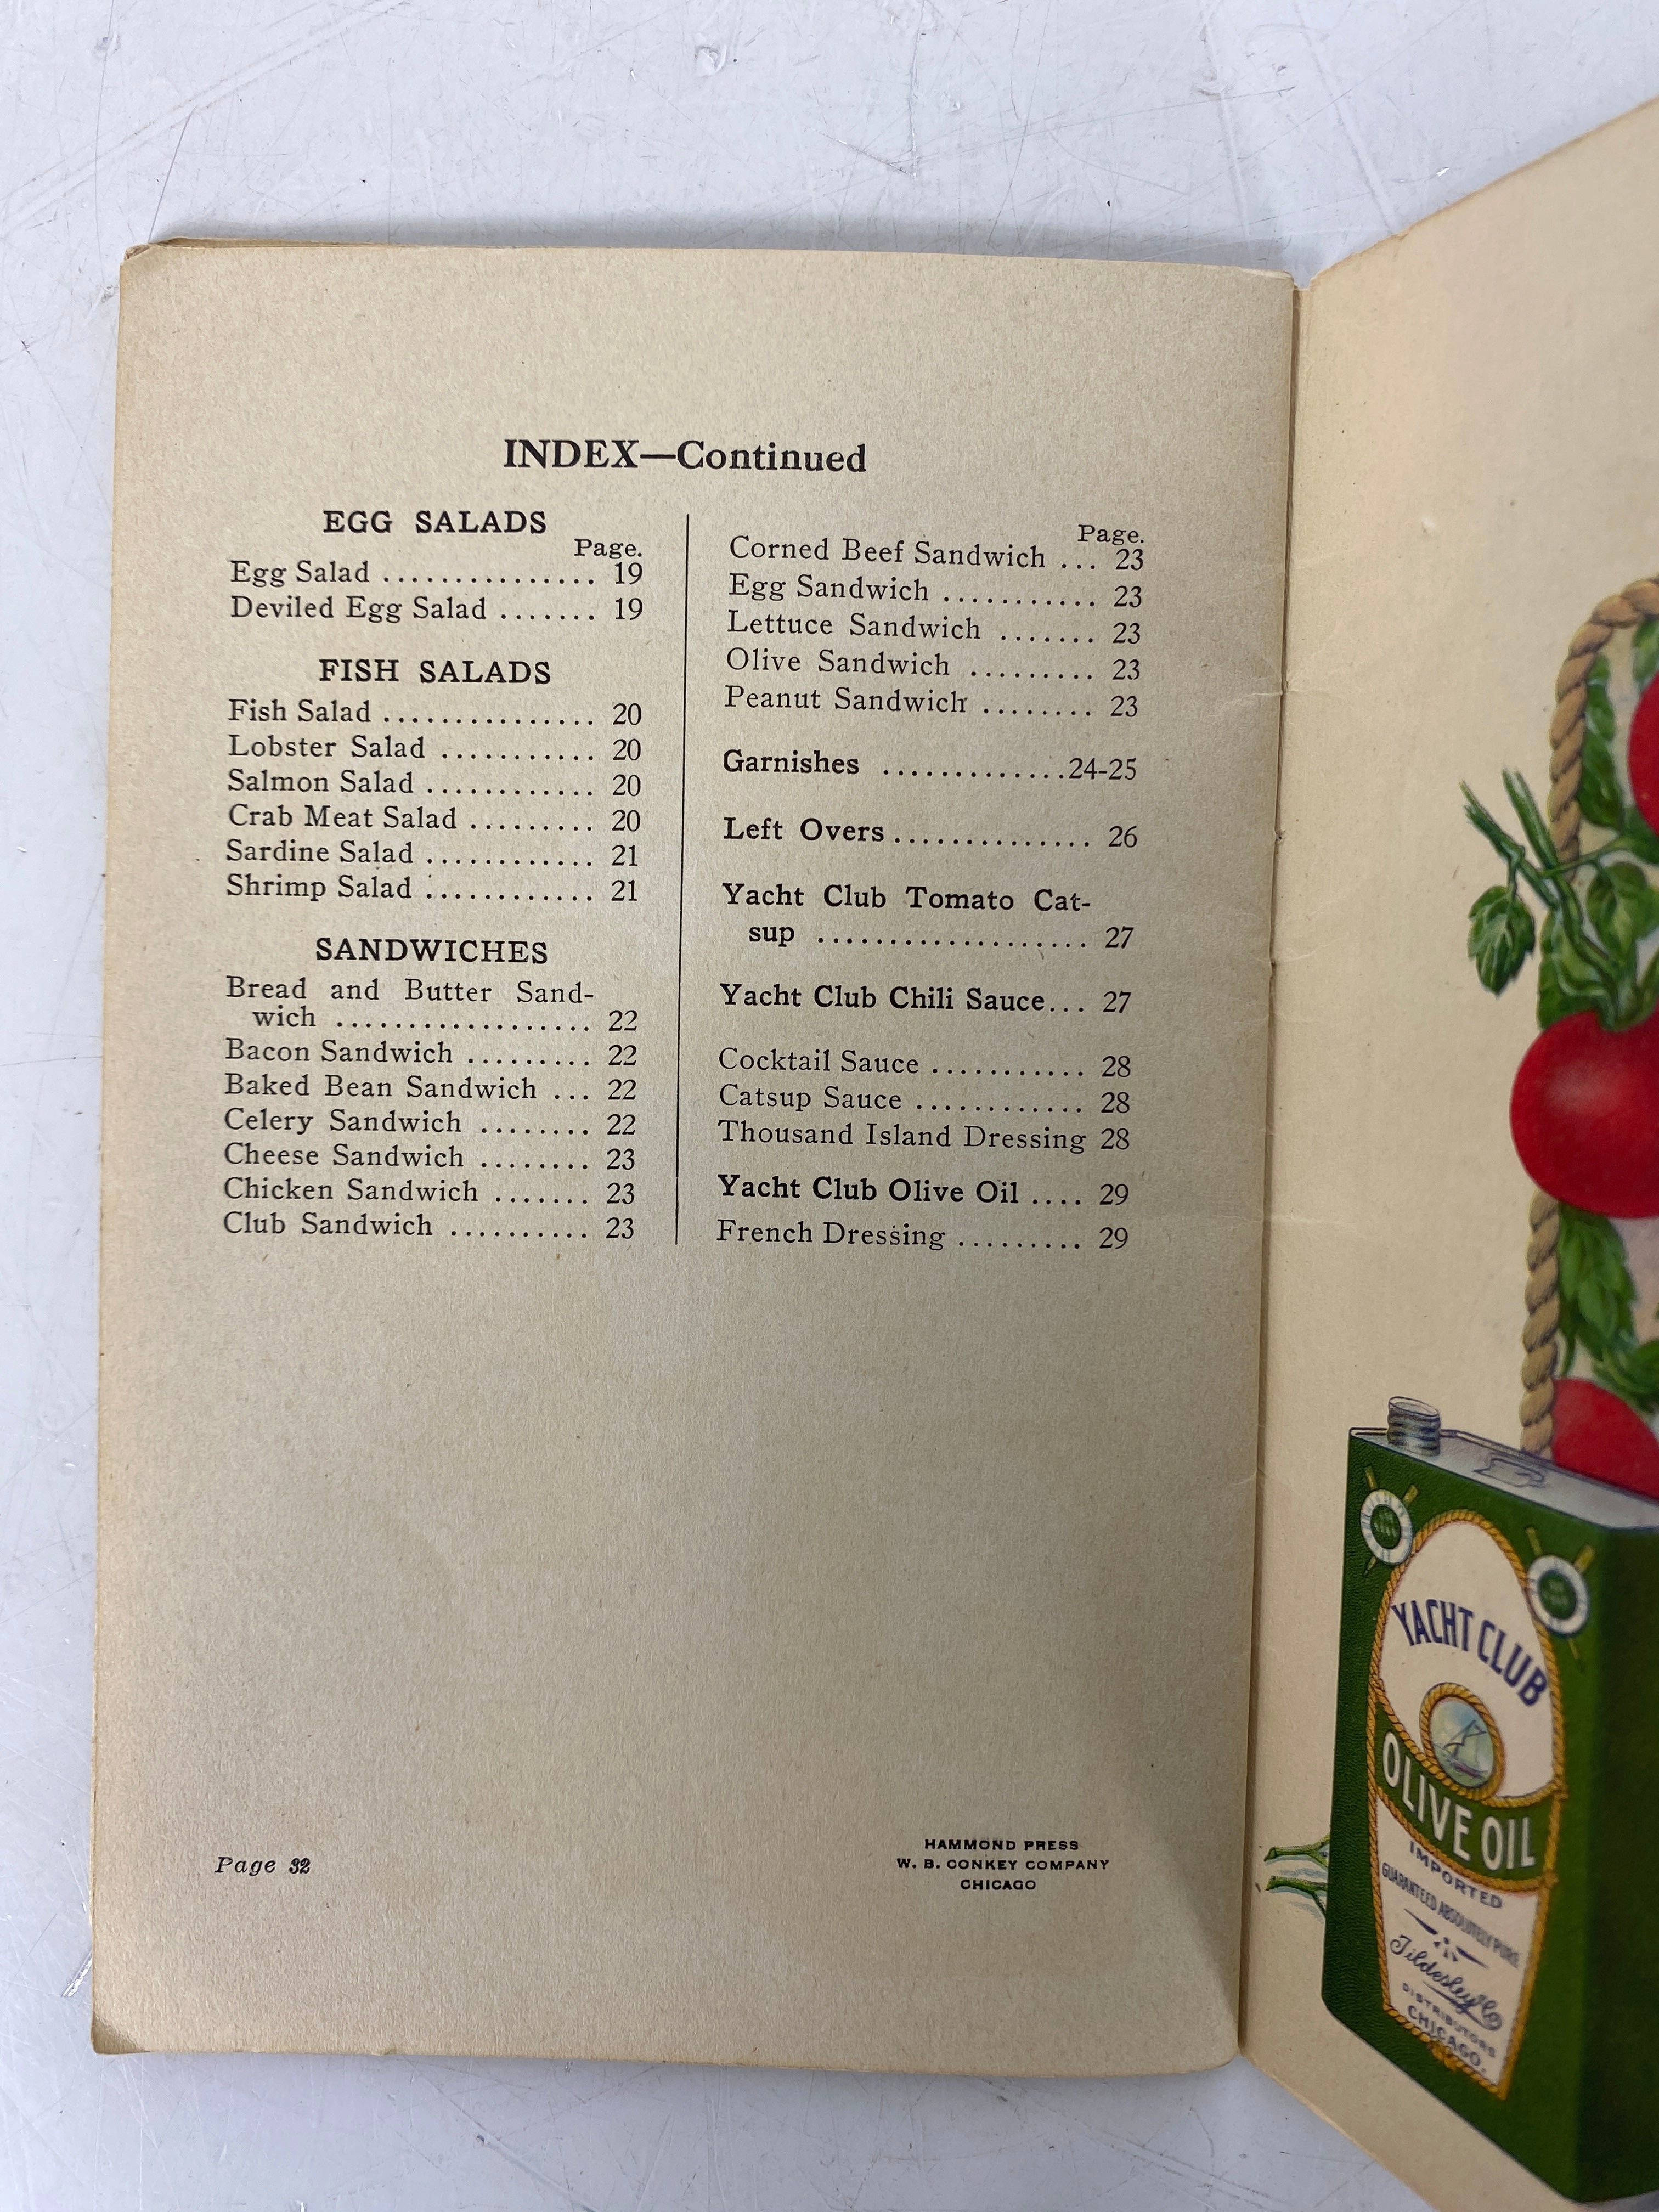 INDEX—Continued
EGG SALADS
Page.
Egg Salad ............... 19
Deviled Egg Salad ....... 19
FISH SALADS
Fish Salad ............... 20
Lobster Salad ........... 20
Salmon Salad ............ 20
Crab Meat Salad ......... 20
Sardine Salad ............ 21
Shrimp Salad ............ 21
SANDWICHES
Bread and Butter Sand-
wich .................. 22
Bacon Sandwich ......... 22
Baked Bean Sandwich ... 22
Celery Sandwich ........ 22
Cheese Sandwich ........ 23
Chicken Sandwich ....... 23
Club Sandwich .......... 23
Page.
Corned Beef Sandwich ... 23
Egg Sandwich ........... 23
Lettuce Sandwich ....... 23
Olive Sandwich ......... 23
Peanut Sandwich ........ 23
Garnishes .............24-25
Left Overs.............. 26
Yacht Club Tomato Cat-
sup ................... 27
Yacht Club Chili Sauce... 27
Cocktail Sauce ........... 28
Catsup Sauce ............ 28
Thousand Island Dressing 28
Yacht Club Olive Oil .... 29
French Dressing ......... 29
Page 32
HAMMOND PRESS
W. B. CONKEY COMPANY
CHICAGO
YACHT CLUB
OLIVE OIL
IMPORTED
GUARANTEED ABSOLUTELY PURE
Tildesley & Co
DISTRIBUTORS
CHICAGO.